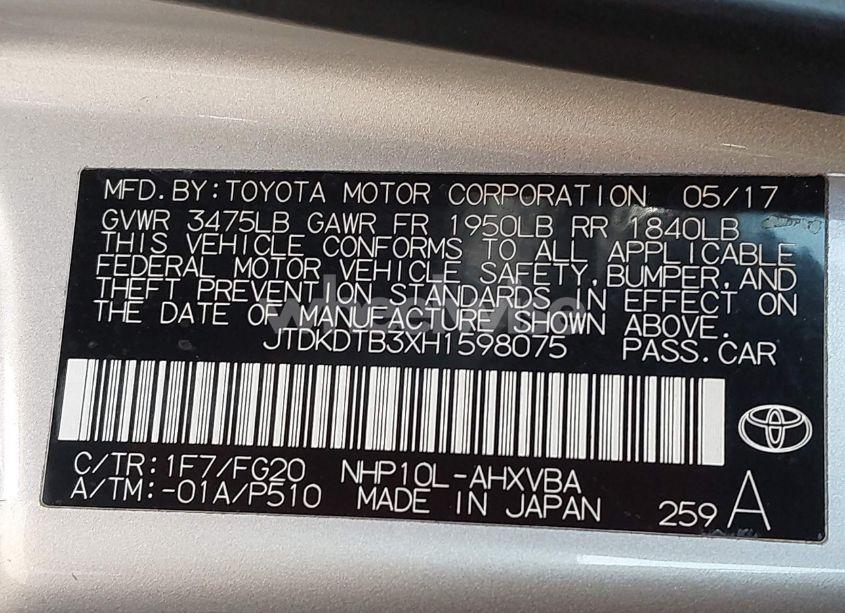 MFD.BY:TOYOTA MOTOR CORPORATION 05/17
GVWR 3475LB GAWR FR 1950LB RR 1840LB
THIS VEHICLE CONFORMS TO ALL APPLICABLE
FEDERAL MOTOR VEHICLE SAFETY,BUMPER,AND
THEFT PREVENTION STANDARDS IN EFFECT ON
THE DATE OF MANUFACTURE SHOWN ABOVE.
JTDKDTB3XH1598075 PASS.CAR
C/TR:1F7/FG20 NHP10L-AHXVBA
A/TM:-01A/P510 MADE IN JAPAN 259 A